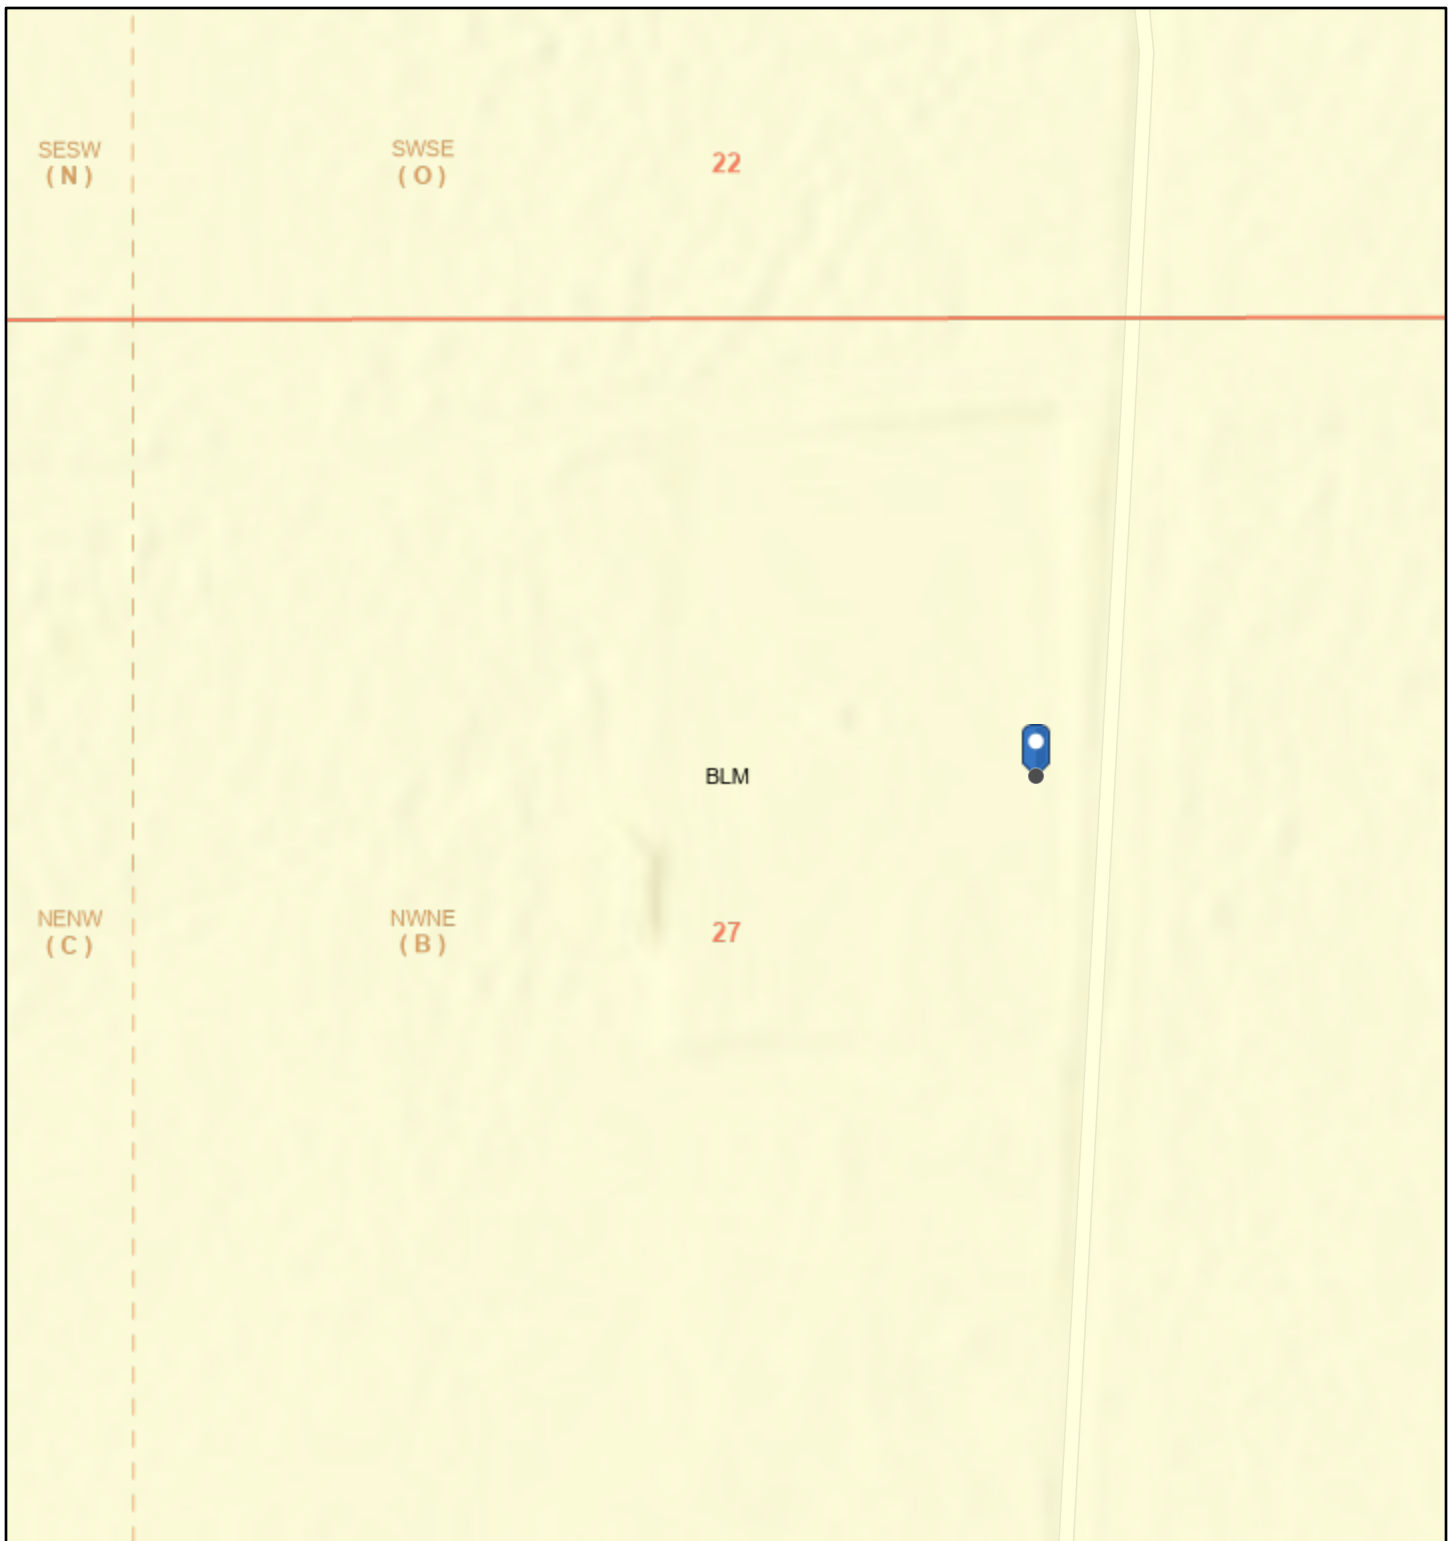 SESW
( N )
SWSE
( O )
22
BLM
NENW
( C )
NWNE
( B )
27